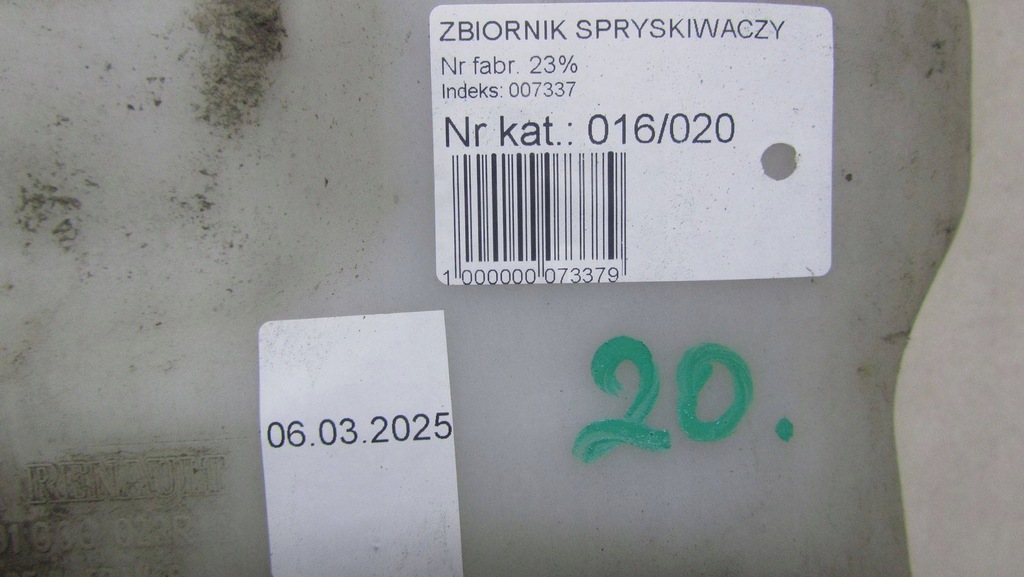 ZBIORNIK SPRYSKIWACZY
Nr fabr. 23%
Indeks: 007337
Nr kat.: 016/020
1 000000 073379
06.03.2025
20.
RENAULT